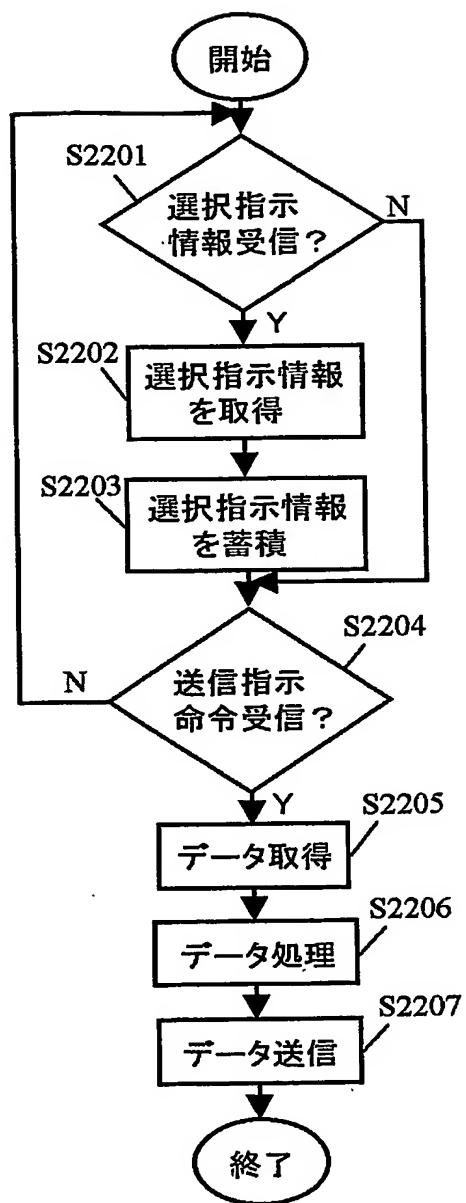 開始
S2201
選択指示
情報受信？
N
Y
S2202
選択指示情報
を取得
S2203
選択指示情報
を蓄積
S2204
N
送信指示
命令受信？
Y
S2205
データ取得
S2206
データ処理
S2207
データ送信
終了